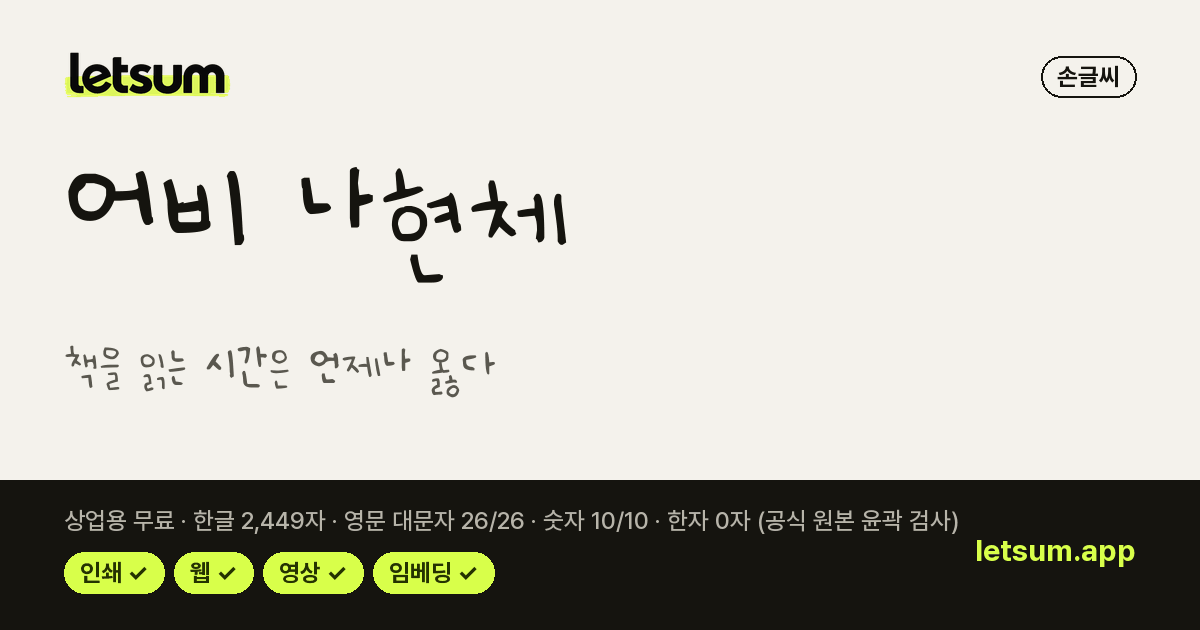 letsum
손글씨
어비 나현체
책을 읽는 시간은 언제나 옳다
상업용 무료 · 한글 2,449자 · 영문 대문자 26/26 · 숫자 10/10 · 한자 0자 (공식 원본 윤곽 검사)
인쇄 ✓ 웹 ✓ 영상 ✓ 임베딩 ✓
letsum.app